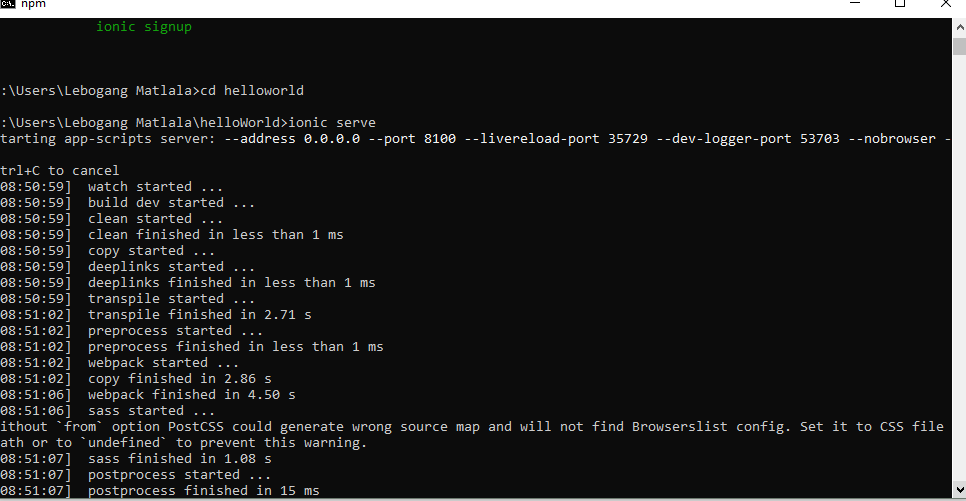 npm
ionic signup
:\Users\Lebogang Matlala>cd helloworld
:\Users\Lebogang Matlala\helloWorld>ionic serve
tarting app-scripts server: --address 0.0.0.0 --port 8100 --livereload-port 35729 --dev-logger-port 53703 --nobrowser -
trl+C to cancel
08:50:59]  watch started ...
08:50:59]  build dev started ...
08:50:59]  clean started ...
08:50:59]  clean finished in less than 1 ms
08:50:59]  copy started ...
08:50:59]  deeplinks started ...
08:50:59]  deeplinks finished in less than 1 ms
08:50:59]  transpile started ...
08:51:02]  transpile finished in 2.71 s
08:51:02]  preprocess started ...
08:51:02]  preprocess finished in less than 1 ms
08:51:02]  webpack started ...
08:51:02]  copy finished in 2.86 s
08:51:06]  webpack finished in 4.50 s
08:51:06]  sass started ...
ithout `from` option PostCSS could generate wrong source map and will not find Browserslist config. Set it to CSS file
ath or to `undefined` to prevent this warning.
08:51:07]  sass finished in 1.08 s
08:51:07]  postprocess started ...
08:51:07]  postprocess finished in 15 ms